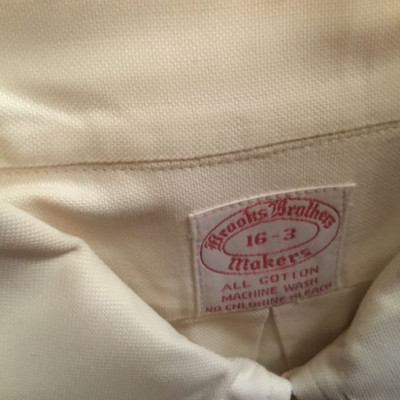 Brooks Brothers
16-3
Makers
ALL COTTON
MACHINE WASH
NO CHLORINE BLEACH